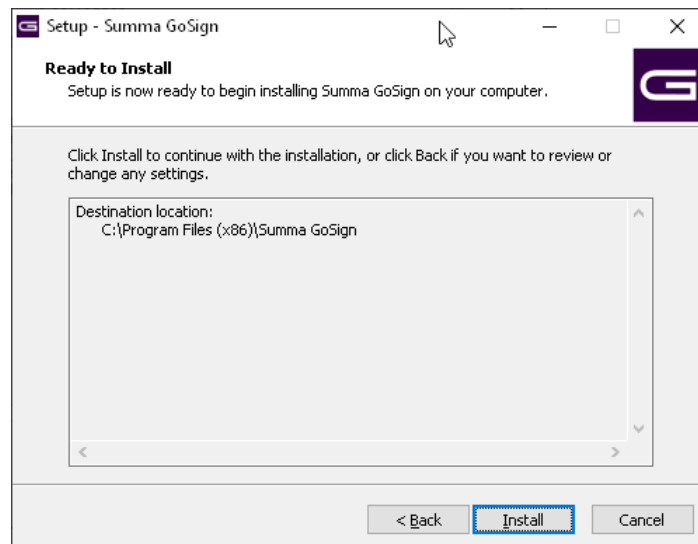 Setup - Summa GoSign
Ready to Install
Setup is now ready to begin installing Summa GoSign on your computer.
Click Install to continue with the installation, or click Back if you want to review or
change any settings.
Destination location:
C:\Program Files (x86)\Summa GoSign
< Back
Install
Cancel